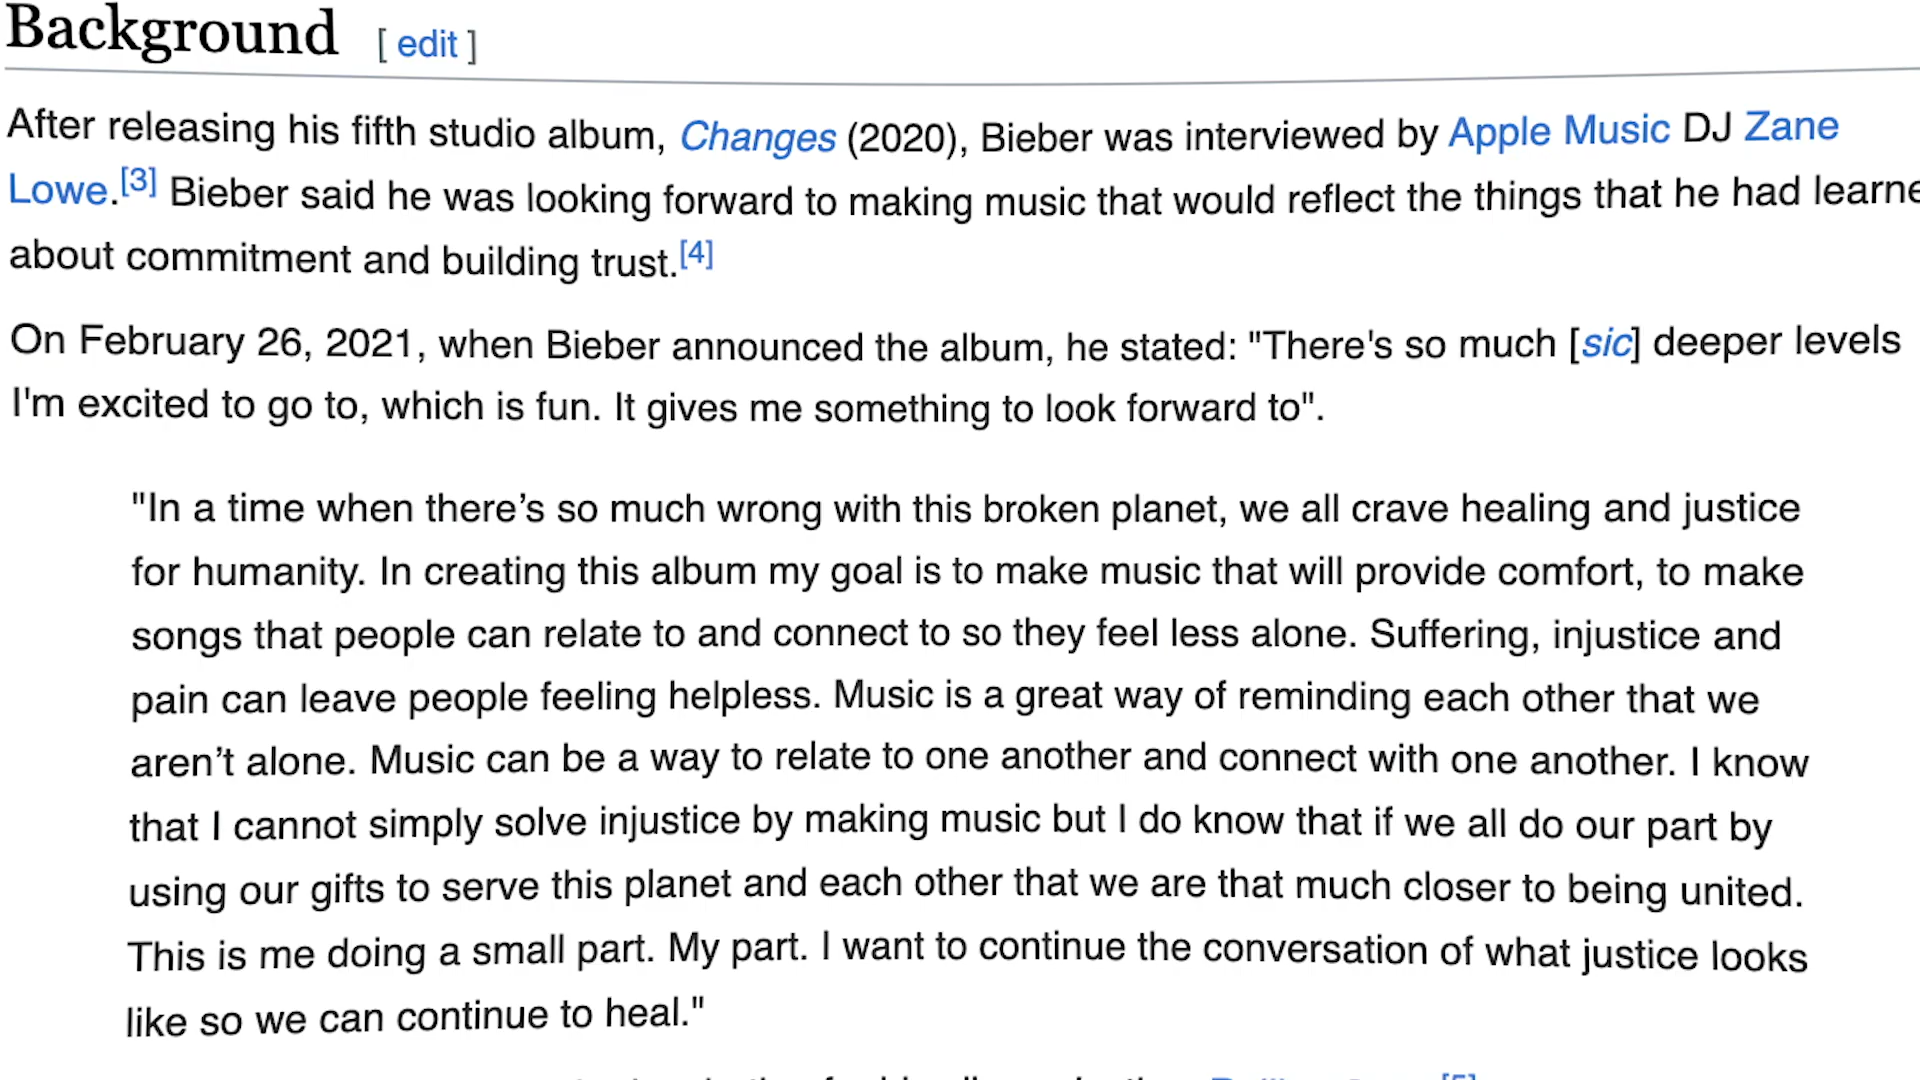 Background [ edit ]
After releasing his fifth studio album, Changes (2020), Bieber was interviewed by Apple Music DJ Zane
Lowe.[3] Bieber said he was looking forward to making music that would reflect the things that he had learne
about commitment and building trust.[4]
On February 26, 2021, when Bieber announced the album, he stated: "There's so much [sic] deeper levels
I'm excited to go to, which is fun. It gives me something to look forward to".
"In a time when there’s so much wrong with this broken planet, we all crave healing and justice
for humanity. In creating this album my goal is to make music that will provide comfort, to make
songs that people can relate to and connect to so they feel less alone. Suffering, injustice and
pain can leave people feeling helpless. Music is a great way of reminding each other that we
aren’t alone. Music can be a way to relate to one another and connect with one another. I know
that I cannot simply solve injustice by making music but I do know that if we all do our part by
using our gifts to serve this planet and each other that we are that much closer to being united.
This is me doing a small part. My part. I want to continue the conversation of what justice looks
like so we can continue to heal."
[5]